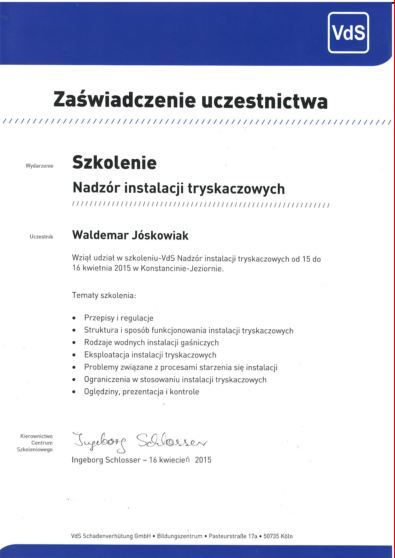 VdS
Zaświadczenie uczestnictwa
Wydarzenie
Szkolenie
Nadzór instalacji tryskaczowych
Uczestnik
Waldemar Jóskowiak
Wziął udział w szkoleniu-VdS Nadzór instalacji tryskaczowych od 15 do
16 kwietnia 2015 w Konstancinie-Jeziornie.
Tematy szkolenia:
• Przepisy i regulacje
• Struktura i sposób funkcjonowania instalacji tryskaczowych
• Rodzaje wodnych instalacji gaśniczych
• Eksploatacja instalacji tryskaczowych
• Problemy związane z procesami starzenia się instalacji
• Ograniczenia w stosowaniu instalacji tryskaczowych
• Oględziny, prezentacja i kontrole
Kierownictwo
Centrum
Szkoleniowego
Ingeborg Schlosser
Ingeborg Schlosser – 16 kwiecień 2015
VdS Schadenverhütung GmbH • Bildungszentrum • Pasteurstraße 17a • 50735 Köln